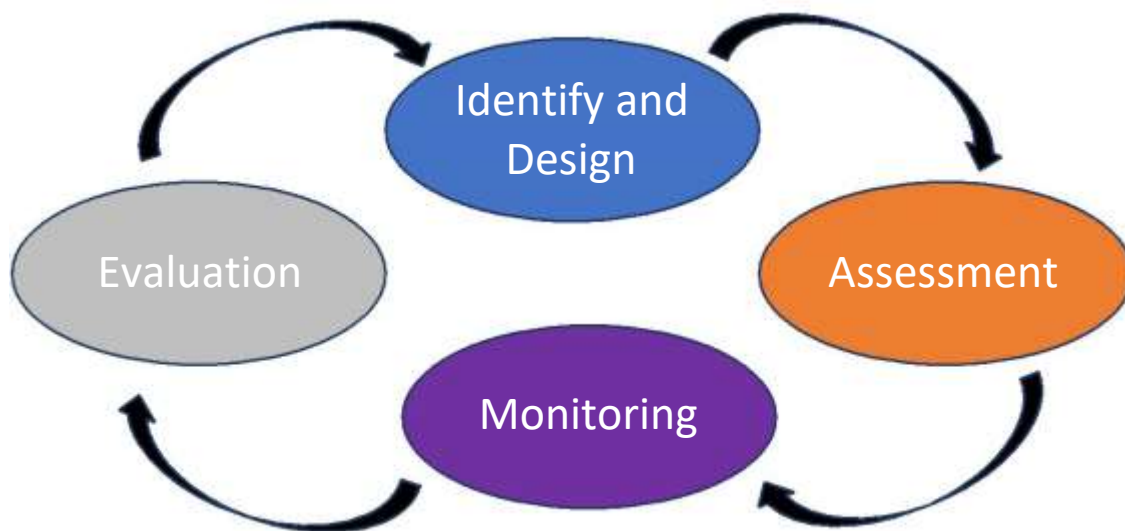 Identify and
Design
Evaluation
Assessment
Monitoring